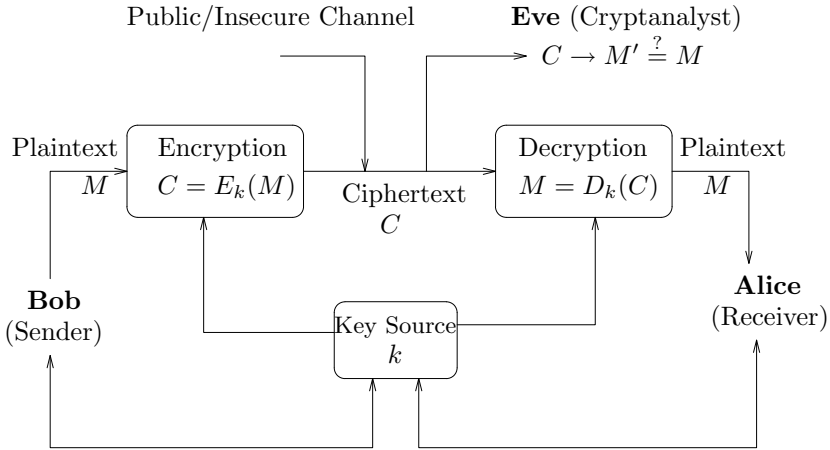 Public/Insecure Channel
Eve (Cryptanalyst)
C → M′ ≟ M
Plaintext
M
Encryption
C = E_k(M)
Ciphertext
C
Decryption
M = D_k(C)
Plaintext
M
Bob
(Sender)
Key Source
k
Alice
(Receiver)